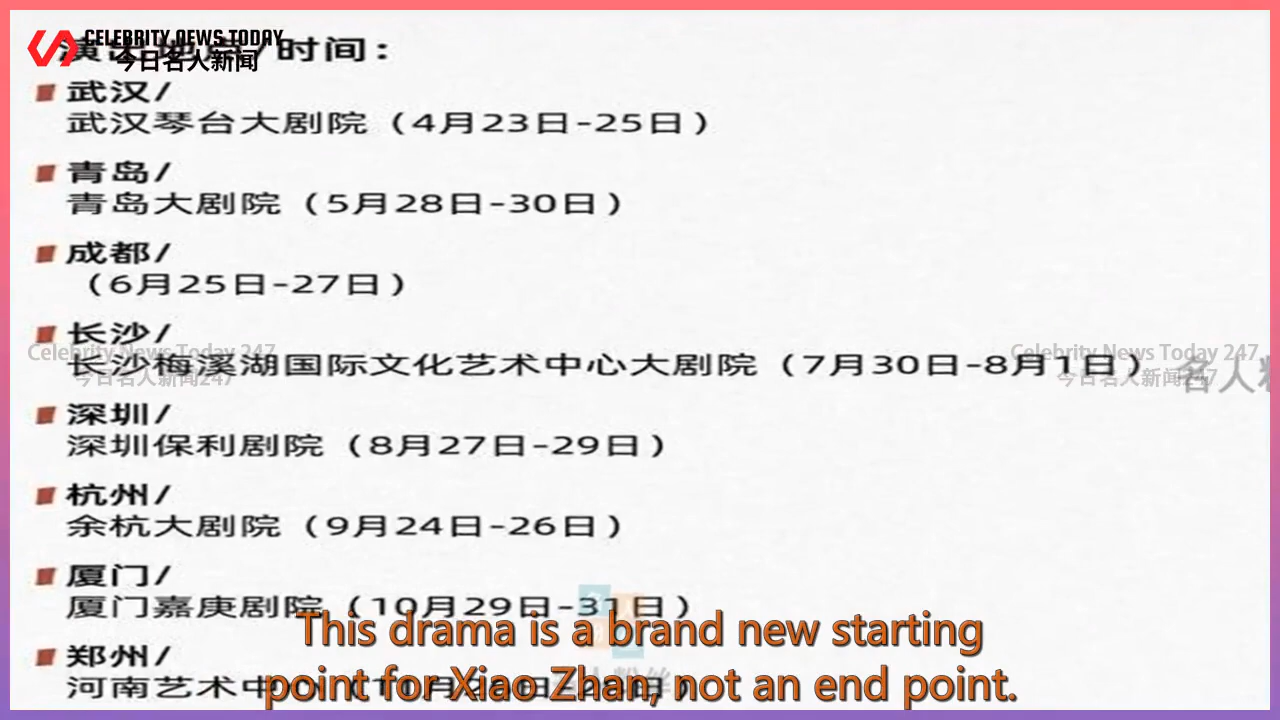 CELEBRITY NEWS TODAY
今日名人新闻
演出地点/时间:
武汉/
武汉琴台大剧院（4月23日-25日）
青岛/
青岛大剧院（5月28日-30日）
成都/
（6月25日-27日）
长沙/
Celebrity News Today 247
Celebrity News Today 247
长沙梅溪湖国际文化艺术中心大剧院（7月30日-8月1日）
今日名人新闻247
今日名人新闻247
名人
深圳/
深圳保利剧院（8月27日-29日）
杭州/
余杭大剧院（9月24日-26日）
厦门/
厦门嘉庚剧院（10月29日-31日）
This drama is a brand new starting
郑州/
河南艺术中
point for Xiao Zhan, not an end point.